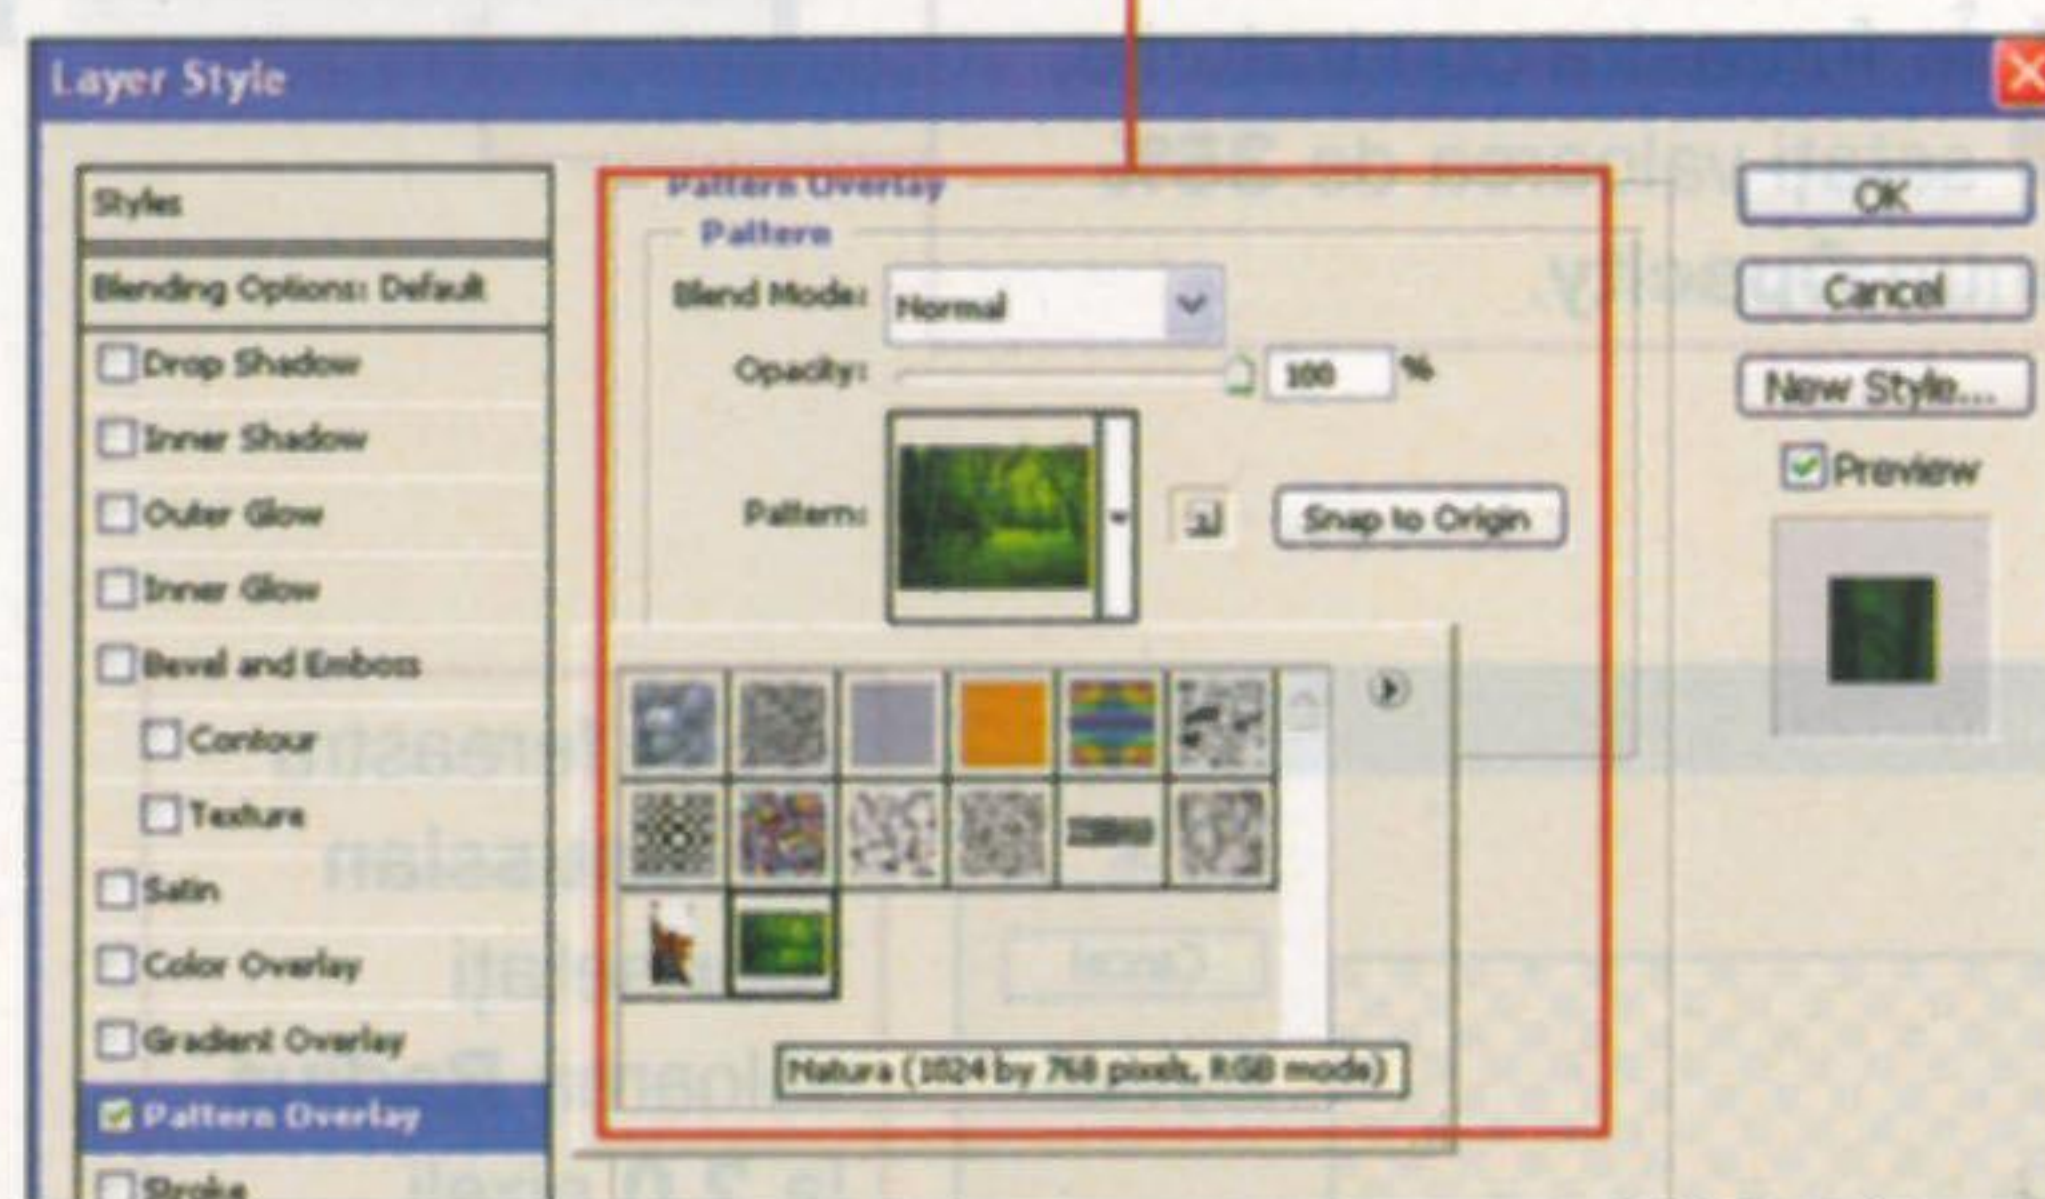 Layer Style
Styles
Blending Options: Default
Drop Shadow
Inner Shadow
Outer Glow
Inner Glow
Bevel and Emboss
Contour
Texture
Satin
Color Overlay
Gradient Overlay
Pattern Overlay
Stroke
Pattern Overlay
Pattern
Blend Mode: Normal
Opacity: 100 %
Pattern: Snap to Origin
Natura (1024 by 768 pixels, RGB mode)
OK
Cancel
New Style...
Preview